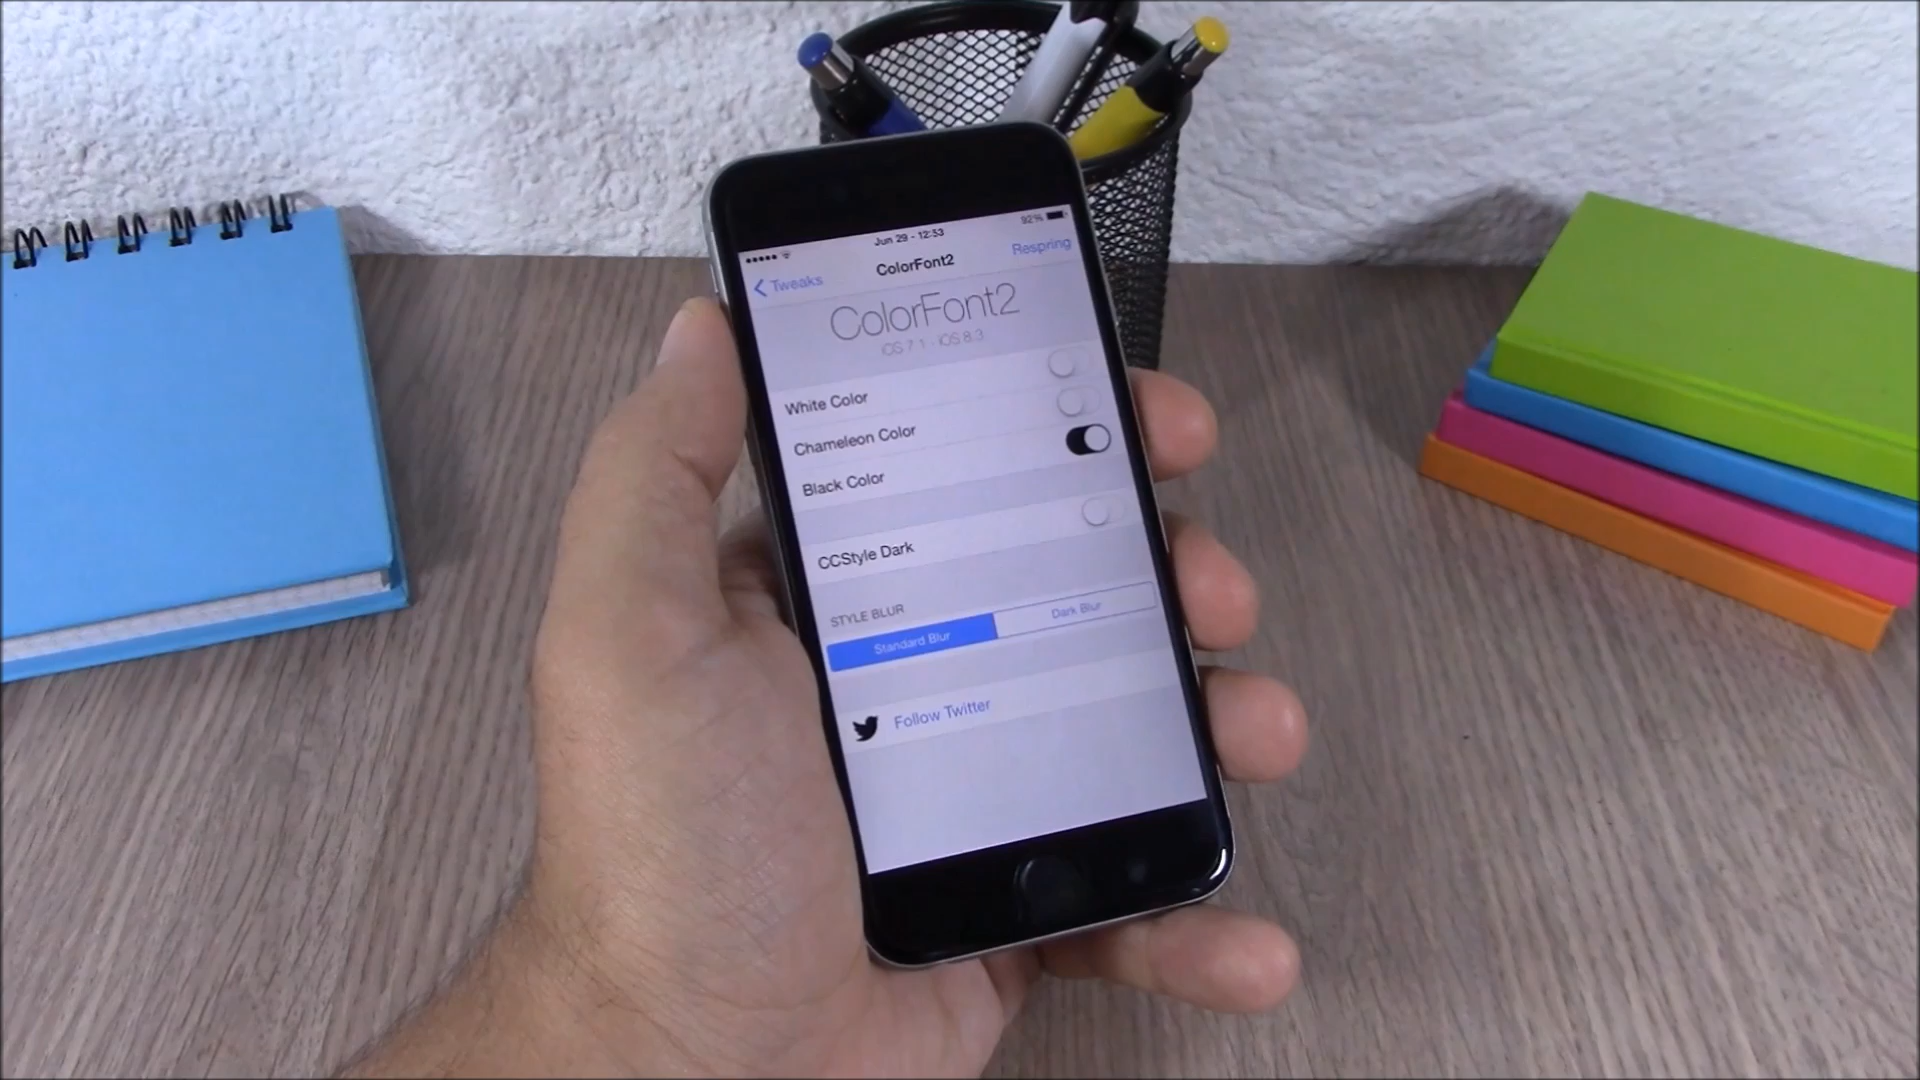 Jun 29 - 12:53
92%
Tweaks
ColorFont2
Respring
ColorFont2
iOS 7.1 - iOS 8.3
White Color
Chameleon Color
Black Color
CCStyle Dark
STYLE BLUR
Standard Blur
Dark Blur
Follow Twitter